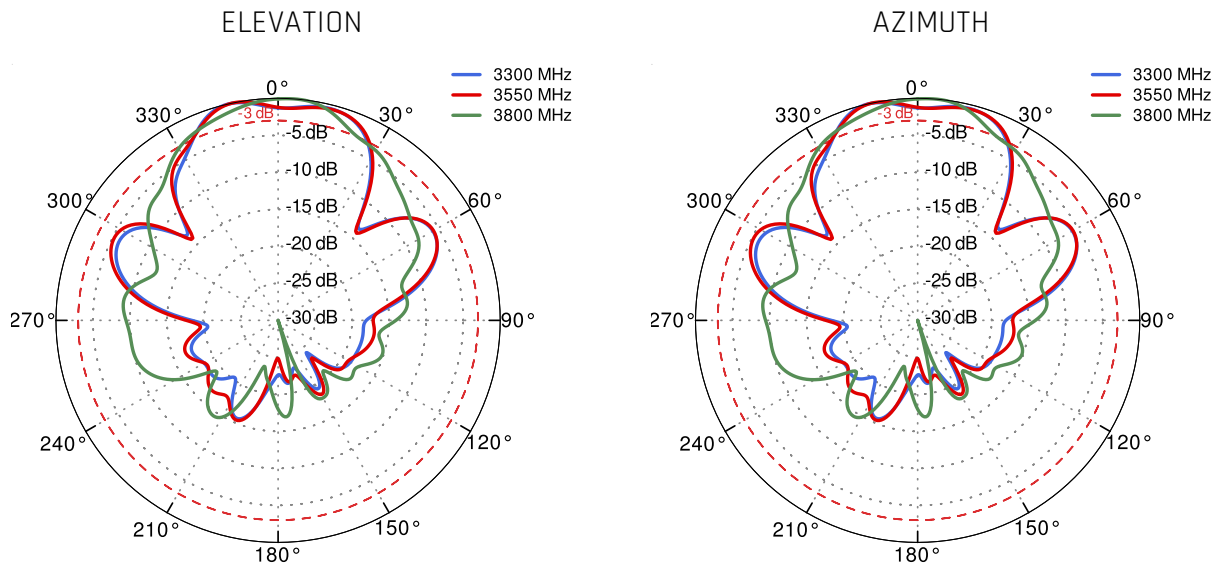 ELEVATION
3300 MHz
3550 MHz
3800 MHz
0°
-3 dB
330°
30°
-5 dB
-10 dB
300°
60°
-15 dB
-20 dB
-25 dB
-30 dB
270°
90°
240°
120°
210°
150°
180°
AZIMUTH
3300 MHz
3550 MHz
3800 MHz
0°
-3 dB
330°
30°
-5 dB
-10 dB
300°
60°
-15 dB
-20 dB
-25 dB
-30 dB
270°
90°
240°
120°
210°
150°
180°